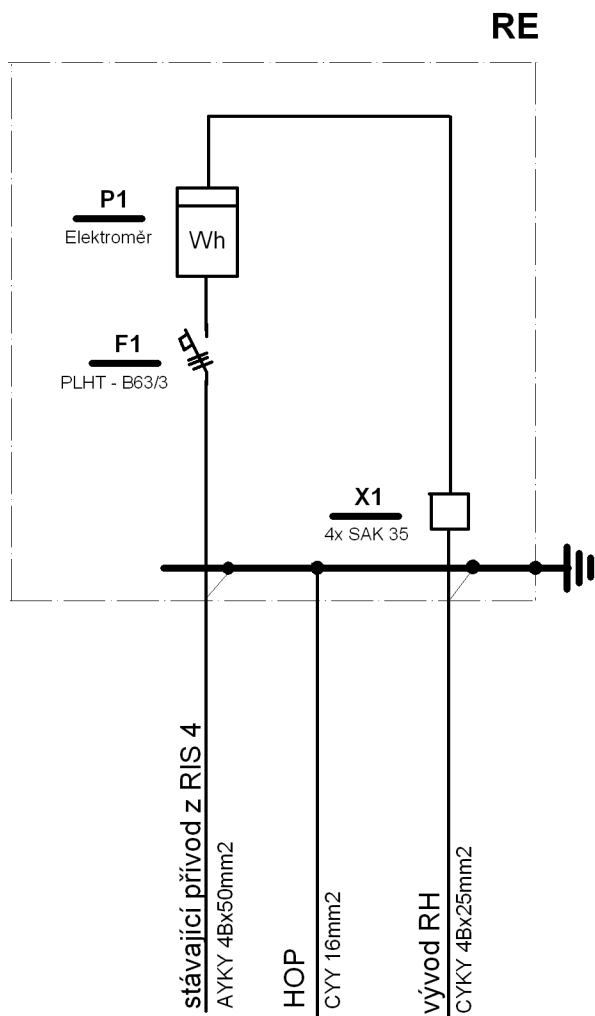 RE
P1
Elektroměr
Wh
F1
PLHT - B63/3
X1
4x SAK 35
stávající přívod z RIS 4
AYKY 4Bx50mm2
HOP
CYY 16mm2
vývod RH
CYKY 4Bx25mm2